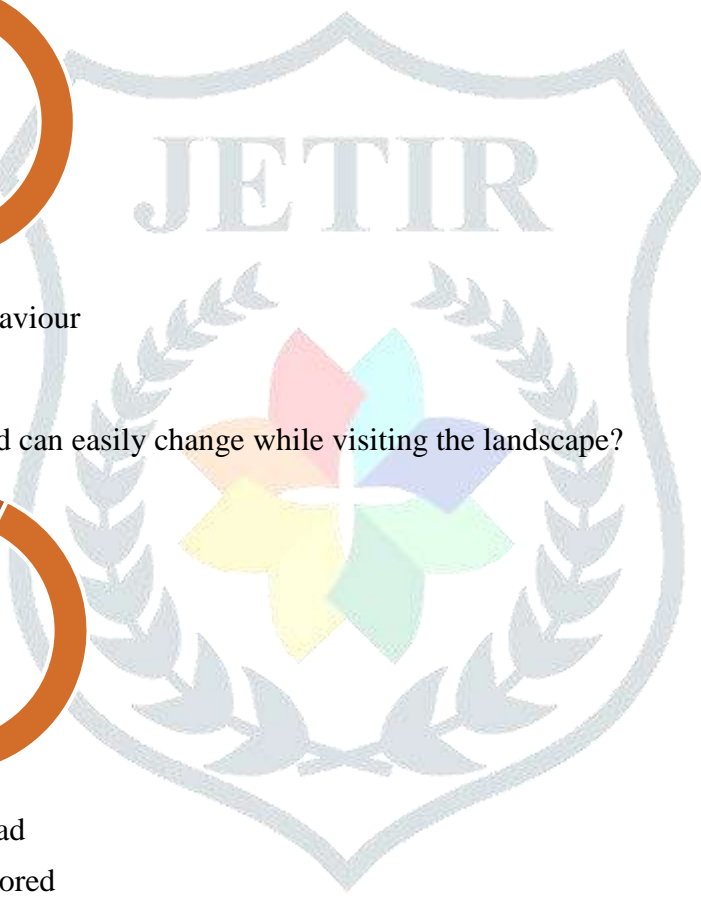 JETIR
aviour
d can easily change while visiting the landscape?
ad
ored